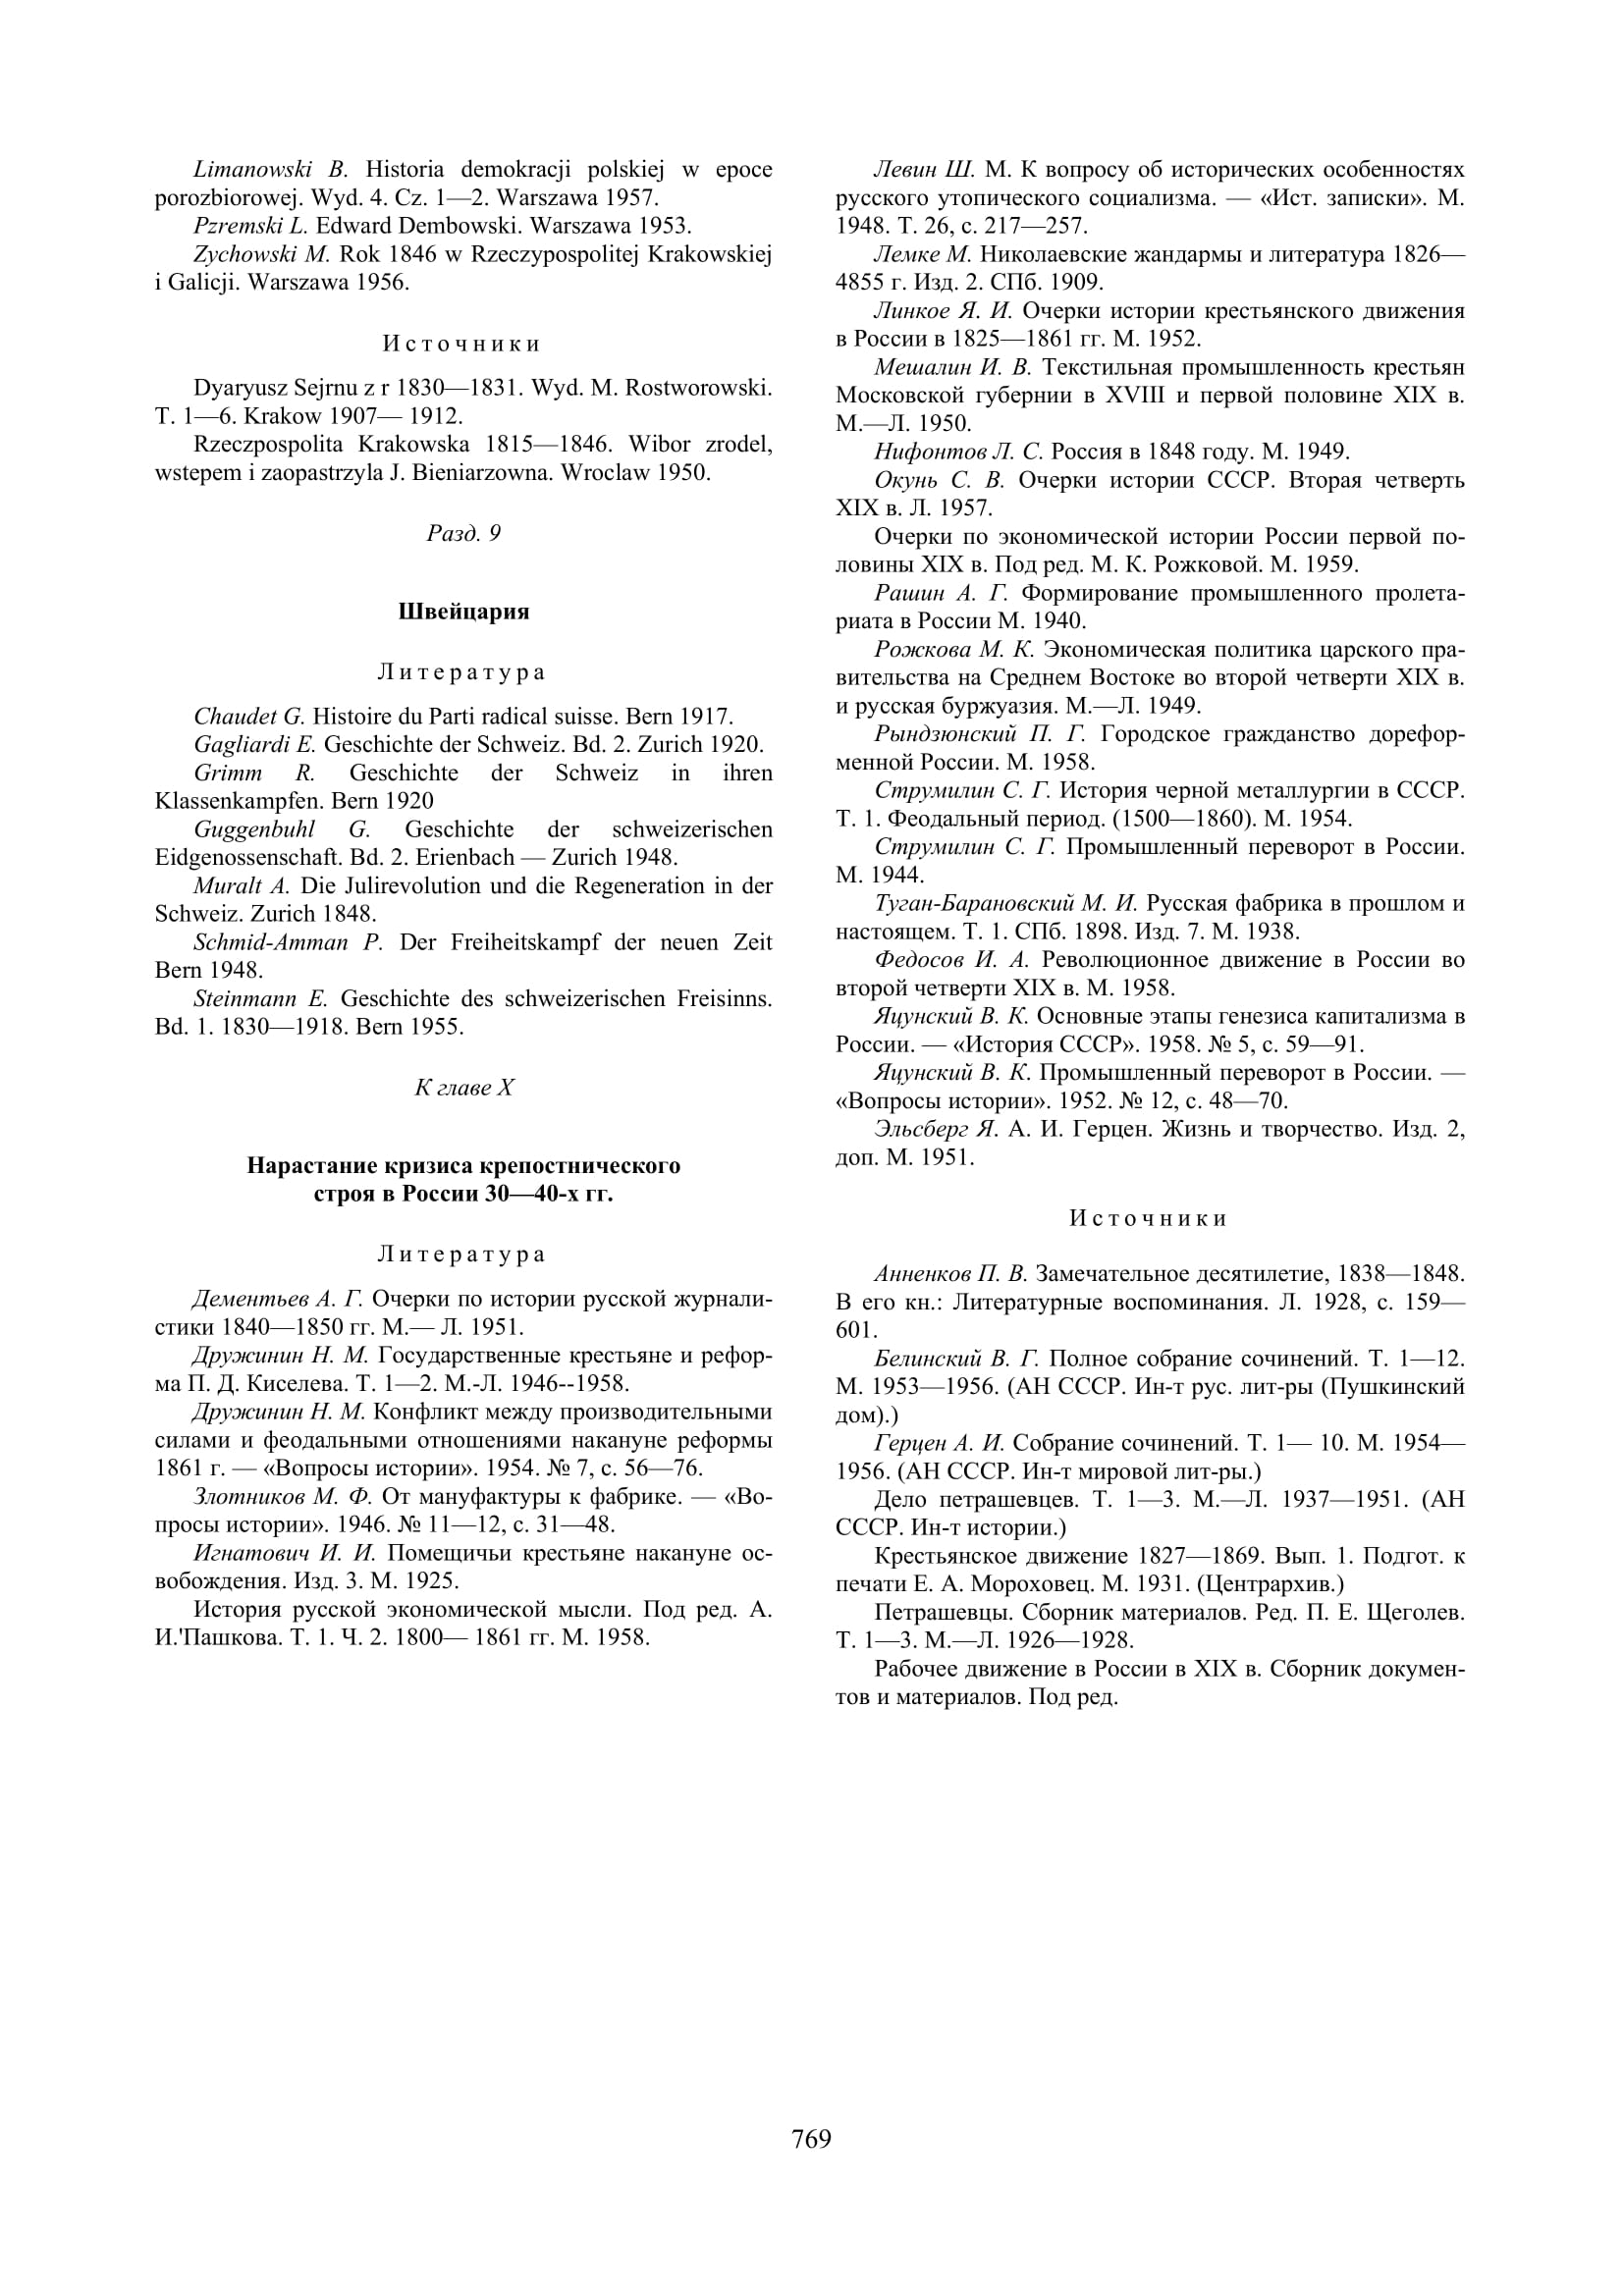 Limanowski B. Historia demokracji polskiej w epoce
porozbiorowej. Wyd. 4. Cz. 1—2. Warszawa 1957.
Pzremski L. Edward Dembowski. Warszawa 1953.
Zychowski M. Rok 1846 w Rzeczypospolitej Krakowskiej
i Galicji. Warszawa 1956.
Источники
Dyaryusz Sejrnu z r 1830—1831. Wyd. M. Rostworowski.
T. 1—6. Krakow 1907— 1912.
Rzeczpospolita Krakowska 1815—1846. Wibor zrodel,
wstepem i zaopastrzyla J. Bieniarzowna. Wroclaw 1950.
Разд. 9
Швейцария
Литература
Chaudet G. Histoire du Parti radical suisse. Bern 1917.
Gagliardi E. Geschichte der Schweiz. Bd. 2. Zurich 1920.
Grimm R. Geschichte der Schweiz in ihren
Klassenkampfen. Bern 1920
Guggenbuhl G. Geschichte der schweizerischen
Eidgenossenschaft. Bd. 2. Erienbach — Zurich 1948.
Muralt A. Die Julirevolution und die Regeneration in der
Schweiz. Zurich 1848.
Schmid-Amman P. Der Freiheitskampf der neuen Zeit
Bern 1948.
Steinmann E. Geschichte des schweizerischen Freisinns.
Bd. 1. 1830—1918. Bern 1955.
К главе X
Нарастание кризиса крепостнического
строя в России 30—40-х гг.
Литература
Дементьев А. Г. Очерки по истории русской журнали-
стики 1840—1850 гг. М.— Л. 1951.
Дружинин Н. М. Государственные крестьяне и рефор-
ма П. Д. Киселева. Т. 1—2. М.-Л. 1946--1958.
Дружинин Н. М. Конфликт между производительными
силами и феодальными отношениями накануне реформы
1861 г. — «Вопросы истории». 1954. № 7, с. 56—76.
Злотников М. Ф. От мануфактуры к фабрике. — «Во-
просы истории». 1946. № 11—12, с. 31—48.
Игнатович И. И. Помещичьи крестьяне накануне ос-
вобождения. Изд. 3. М. 1925.
История русской экономической мысли. Под ред. А.
И.'Пашкова. Т. 1. Ч. 2. 1800— 1861 гг. М. 1958.
Левин Ш. М. К вопросу об исторических особенностях
русского утопического социализма. — «Ист. записки». М.
1948. Т. 26, с. 217—257.
Лемке М. Николаевские жандармы и литература 1826—
4855 г. Изд. 2. СПб. 1909.
Линкое Я. И. Очерки истории крестьянского движения
в России в 1825—1861 гг. М. 1952.
Мешалин И. В. Текстильная промышленность крестьян
Московской губернии в XVIII и первой половине XIX в.
М.—Л. 1950.
Нифонтов Л. С. Россия в 1848 году. М. 1949.
Окунь С. В. Очерки истории СССР. Вторая четверть
XIX в. Л. 1957.
Очерки по экономической истории России первой по-
ловины XIX в. Под ред. М. К. Рожковой. М. 1959.
Рашин А. Г. Формирование промышленного пролета-
риата в России М. 1940.
Рожкова М. К. Экономическая политика царского пра-
вительства на Среднем Востоке во второй четверти XIX в.
и русская буржуазия. М.—Л. 1949.
Рындзюнский П. Г. Городское гражданство дорефор-
менной России. М. 1958.
Струмилин С. Г. История черной металлургии в СССР.
Т. 1. Феодальный период. (1500—1860). М. 1954.
Струмилин С. Г. Промышленный переворот в России.
М. 1944.
Туган-Барановский М. И. Русская фабрика в прошлом и
настоящем. Т. 1. СПб. 1898. Изд. 7. М. 1938.
Федосов И. А. Революционное движение в России во
второй четверти XIX в. М. 1958.
Яцунский В. К. Основные этапы генезиса капитализма в
России. — «История СССР». 1958. № 5, с. 59—91.
Яцунский В. К. Промышленный переворот в России. —
«Вопросы истории». 1952. № 12, с. 48—70.
Эльсберг Я. А. И. Герцен. Жизнь и творчество. Изд. 2,
доп. М. 1951.
Источники
Анненков П. В. Замечательное десятилетие, 1838—1848.
В его кн.: Литературные воспоминания. Л. 1928, с. 159—
601.
Белинский В. Г. Полное собрание сочинений. Т. 1—12.
М. 1953—1956. (АН СССР. Ин-т рус. лит-ры (Пушкинский
дом).)
Герцен А. И. Собрание сочинений. Т. 1— 10. М. 1954—
1956. (АН СССР. Ин-т мировой лит-ры.)
Дело петрашевцев. Т. 1—3. М.—Л. 1937—1951. (АН
СССР. Ин-т истории.)
Крестьянское движение 1827—1869. Вып. 1. Подгот. к
печати Е. А. Мороховец. М. 1931. (Центрархив.)
Петрашевцы. Сборник материалов. Ред. П. Е. Щеголев.
Т. 1—3. М.—Л. 1926—1928.
Рабочее движение в России в XIX в. Сборник докумен-
тов и материалов. Под ред.
769